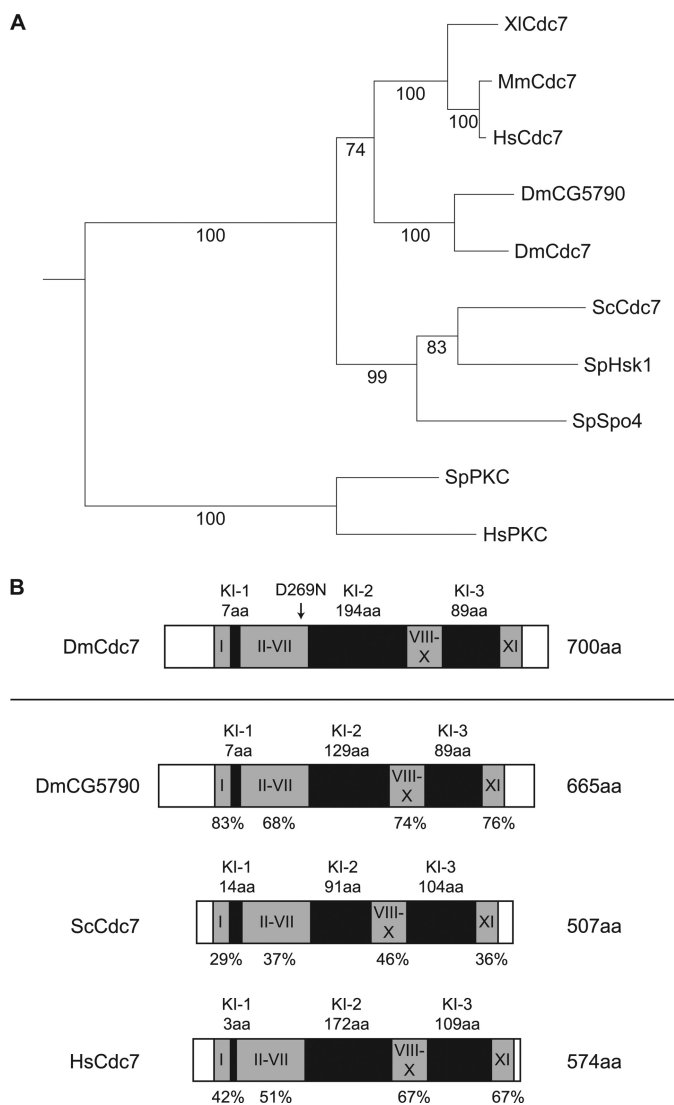 A
XlCdc7
100
MmCdc7
100
HsCdc7
74
DmCG5790
100
DmCdc7
100
ScCdc7
83
SpHsk1
99
SpSpo4
SpPKC
100
HsPKC
B
KI-1 D269N KI-2 KI-3
7aa 194aa 89aa
DmCdc7 I II-VII VIII-X XI 700aa
KI-1 KI-2 KI-3
7aa 129aa 89aa
DmCG5790 I II-VII VIII-X XI 665aa
83% 68% 74% 76%
KI-1 KI-2 KI-3
14aa 91aa 104aa
ScCdc7 I II-VII VIII-X XI 507aa
29% 37% 46% 36%
KI-1 KI-2 KI-3
3aa 172aa 109aa
HsCdc7 I II-VII VIII-X XI 574aa
42% 51% 67% 67%